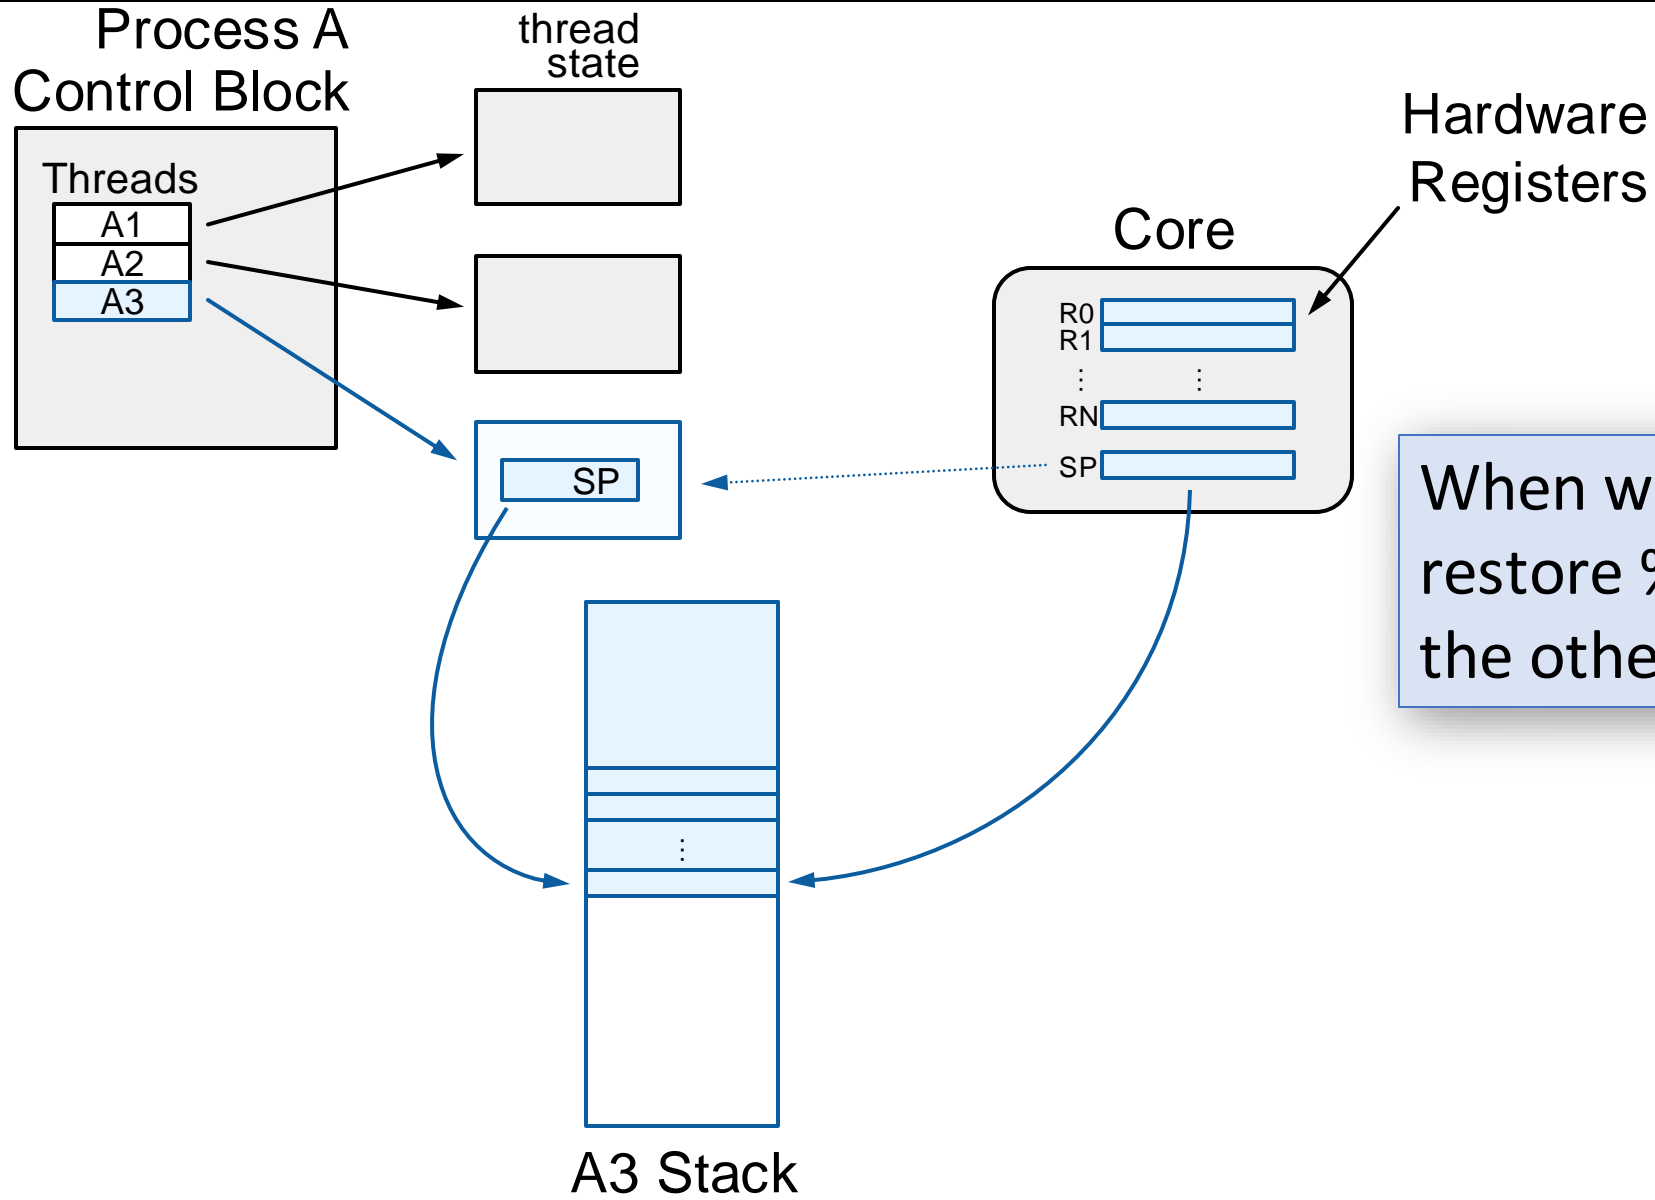 Process A
Control Block
Threads
A1
A2
A3
thread
state
SP
A3 Stack
Core
R0
R1
⋮ ⋮
RN
SP
Hardware
Registers
When w
restore %
the othe
⋮